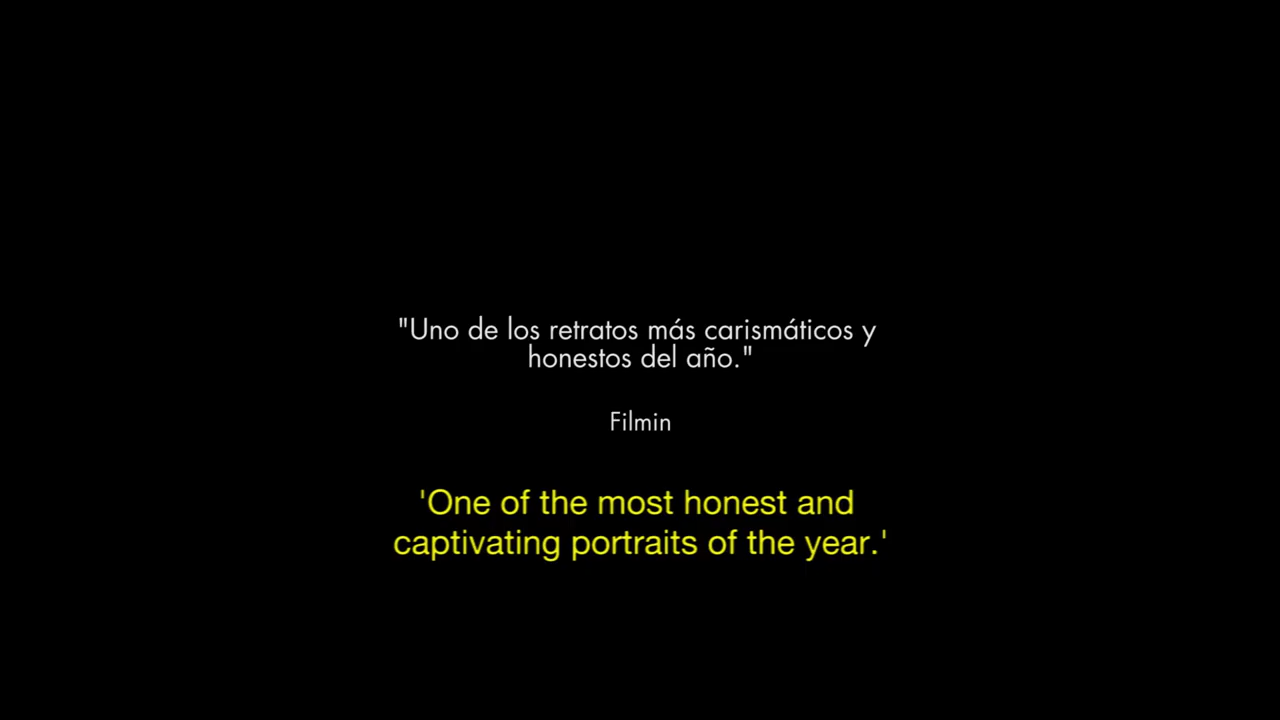 "Uno de los retratos más carismáticos y
honestos del año."
Filmin
'One of the most honest and
captivating portraits of the year.'